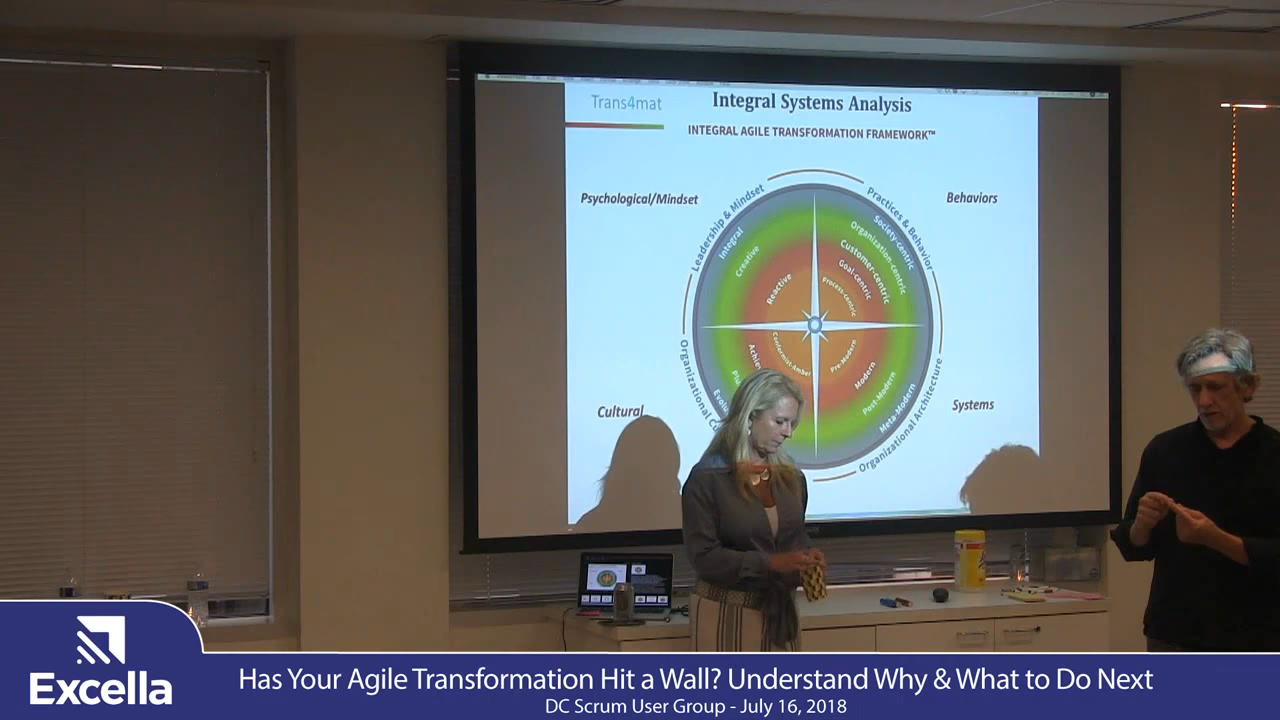 Trans4mat
Integral Systems Analysis
INTEGRAL AGILE TRANSFORMATION FRAMEWORK™
Psychological/Mindset
Behaviors
Leadership & Mindset
Practices & Behavior
Integral
Creative
Reactive
Society-centric
Organization-centric
Customer-centric
Goal-centric
Process-centric
Conformist-Amber
Pre-Modern
Modern
Post-Modern
Meta-Modern
Organizational
Organizational Architecture
Cultural
Systems
Excella
Has Your Agile Transformation Hit a Wall? Understand Why & What to Do Next
DC Scrum User Group - July 16, 2018